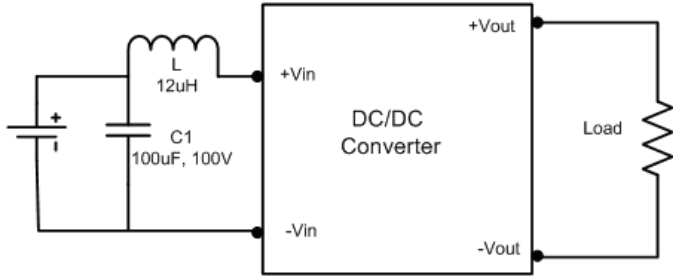 +Vout
L
12uH
+Vin
DC/DC
Converter
+
-
C1
100uF, 100V
Load
-Vin
-Vout